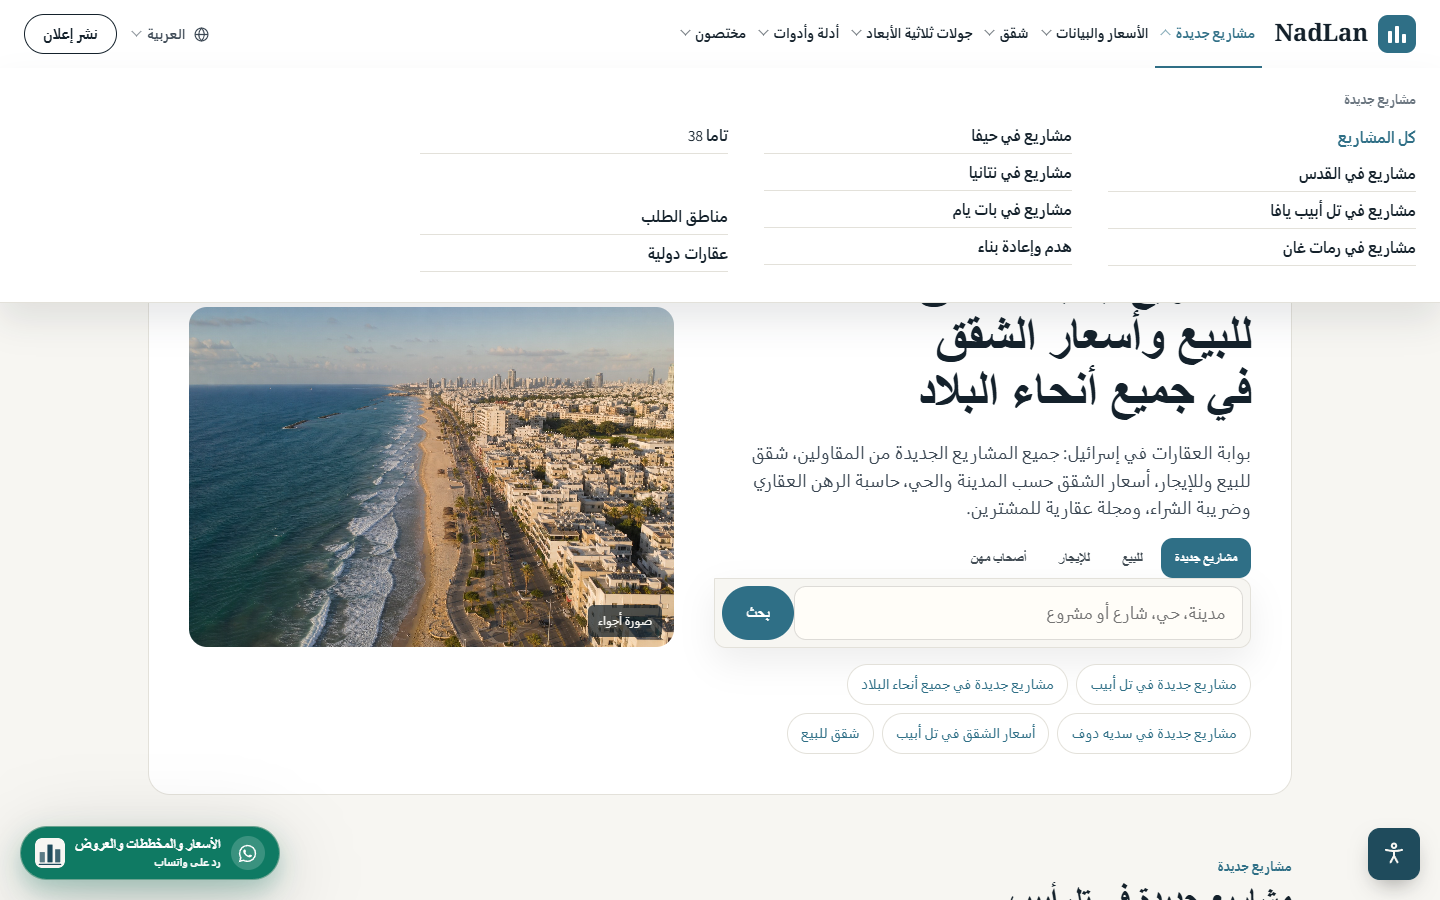 NadLan
مشاريع جديدة
الأسعار والبيانات
شقق
جولات ثلاثية الأبعاد
أدلة وأدوات
مختصون
العربية
نشر إعلان
مشاريع جديدة
كل المشاريع
مشاريع في القدس
مشاريع في تل أبيب يافا
مشاريع في رمات غان
مشاريع في حيفا
مشاريع في نتانيا
مشاريع في بات يام
هدم وإعادة بناء
تاما 38
مناطق الطلب
عقارات دولية
للبيع وأسعار الشقق
في جميع أنحاء البلاد
بوابة العقارات في إسرائيل: جميع المشاريع الجديدة من المقاولين، شقق
للبيع وللإيجار، أسعار الشقق حسب المدينة والحي، حاسبة الرهن العقاري
وضريبة الشراء، ومجلة عقارية للمشترين.
مشاريع جديدة
للبيع
للإيجار
أصحاب مهن
مدينة، حي، شارع أو مشروع
بحث
صورة أجواء
مشاريع جديدة في تل أبيب
مشاريع جديدة في جميع أنحاء البلاد
مشاريع جديدة في سديه دوف
أسعار الشقق في تل أبيب
شقق للبيع
الأسعار والمخططات والعروض
رد على واتساب
مشاريع جديدة
مشاريع جديدة في تل أبيب